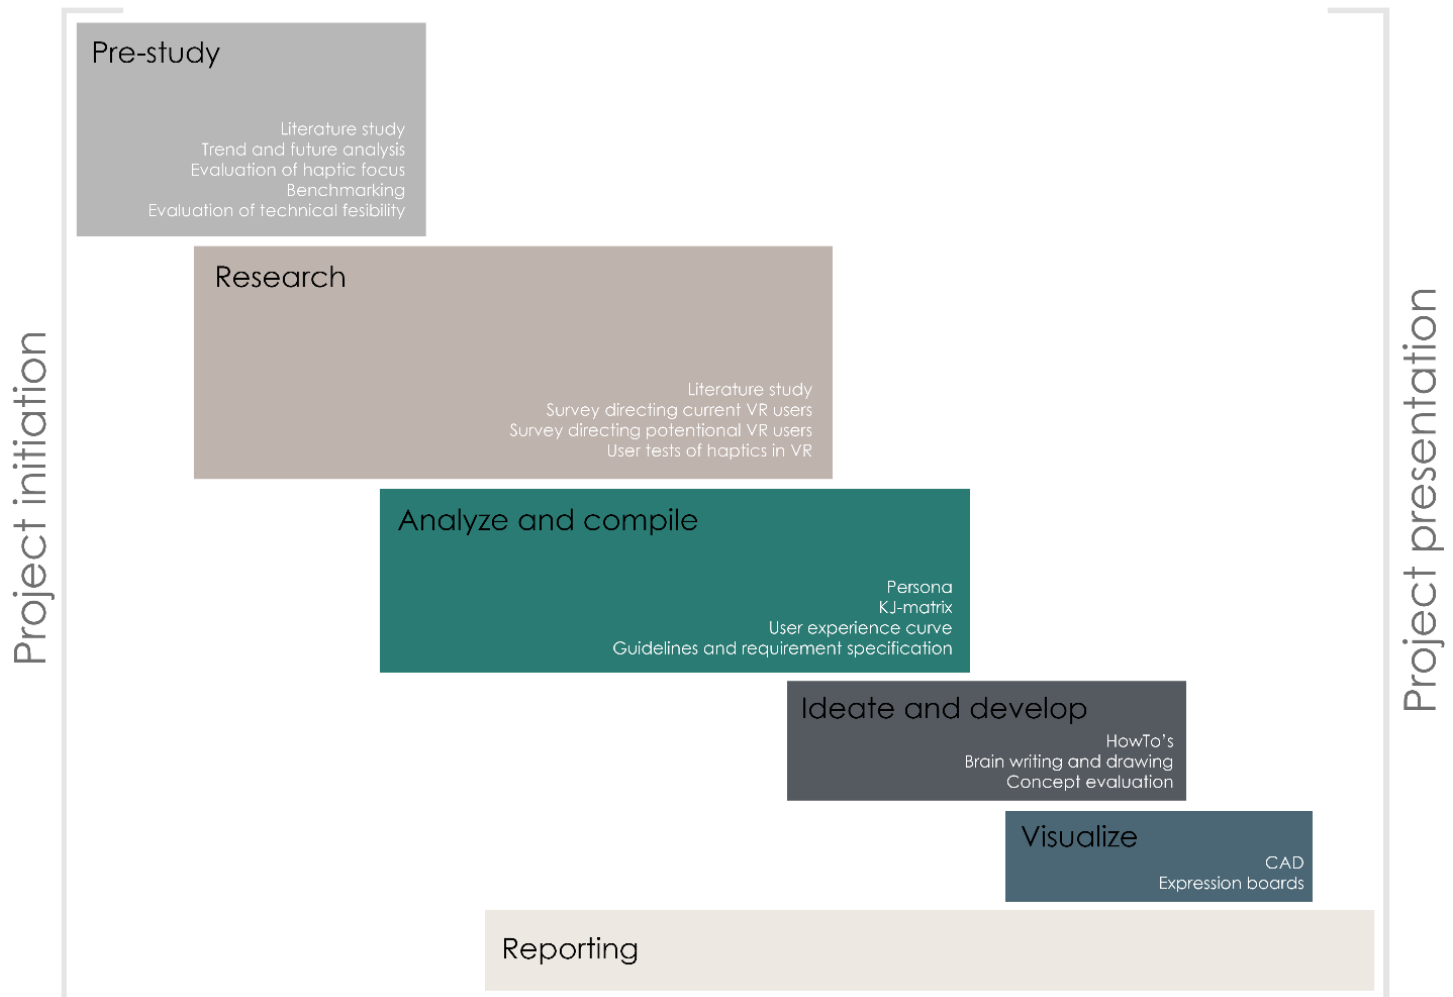 Project initiation
Pre-study
Literature study
Trend and future analysis
Evaluation of haptic focus
Benchmarking
Evaluation of technical fesibility
Research
Literature study
Survey directing current VR users
Survey directing potentional VR users
User tests of haptics in VR
Analyze and compile
Persona
KJ-matrix
User experience curve
Guidelines and requirement specification
Ideate and develop
HowTo's
Brain writing and drawing
Concept evaluation
Visualize
CAD
Expression boards
Reporting
Project presentation